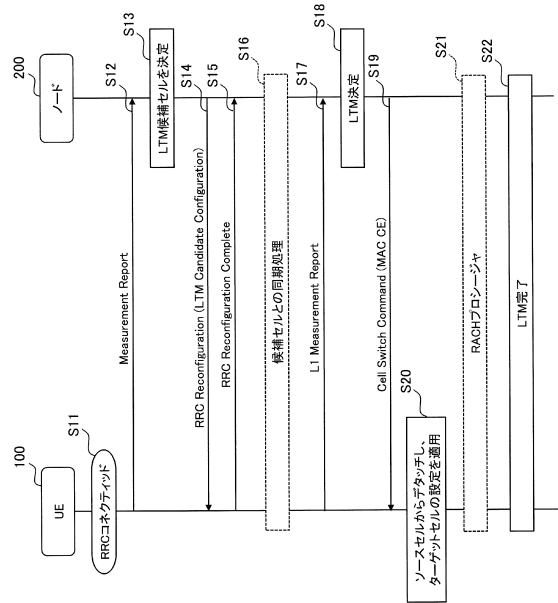 100
UE
200
ノード
S11
RRCコネクティッド
Measurement Report
S12
S13
LTM候補セルを決定
RRC Reconfiguration (LTM Candidate Configuration)
S14
RRC Reconfiguration Complete
S15
候補セルとの同期処理
S16
L1 Measurement Report
S17
S18
LTM決定
Cell Switch Command (MAC CE)
S19
S20
ソースセルからデタッチし、
ターゲットセルの設定を適用
RACHプロシージャ
S21
LTM完了
S22